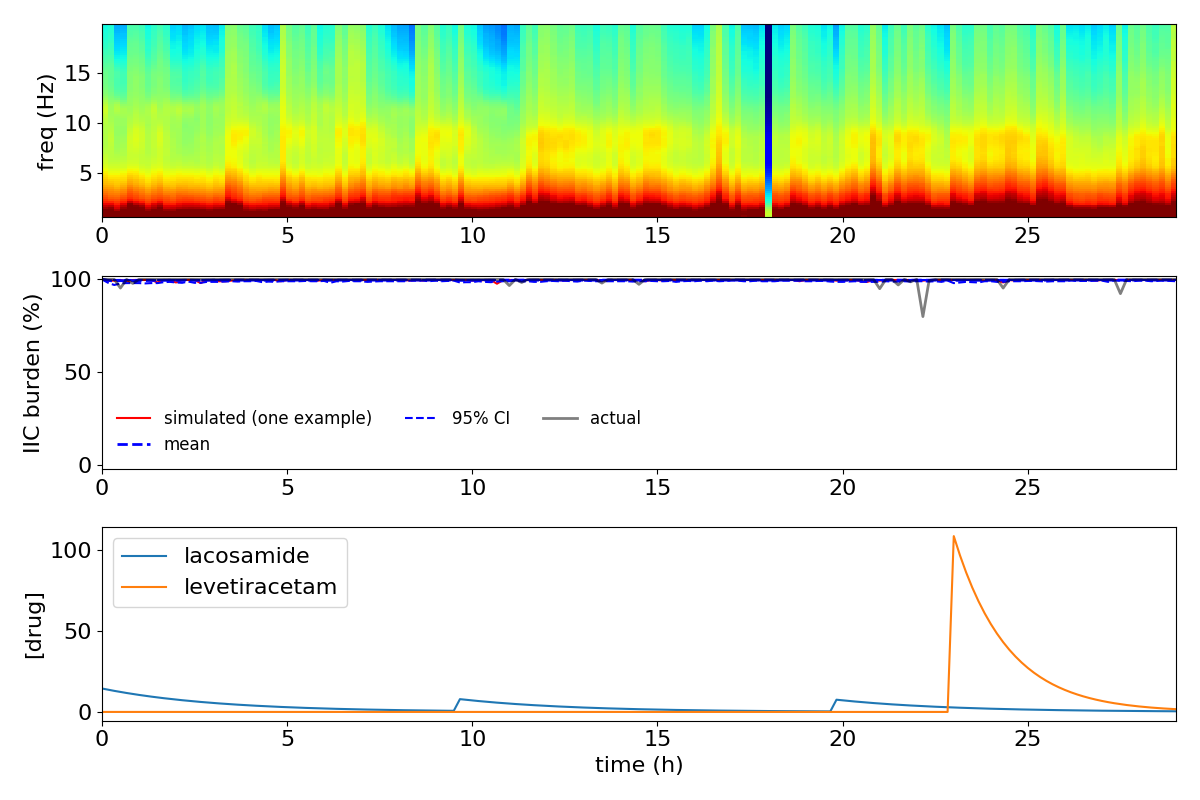 freq (Hz)
15
10
5
0 5 10 15 20 25
IIC burden (%)
100
50
0
simulated (one example) 95% CI actual
mean
0 5 10 15 20 25
[drug]
100
50
0
lacosamide
levetiracetam
0 5 10 15 20 25
time (h)